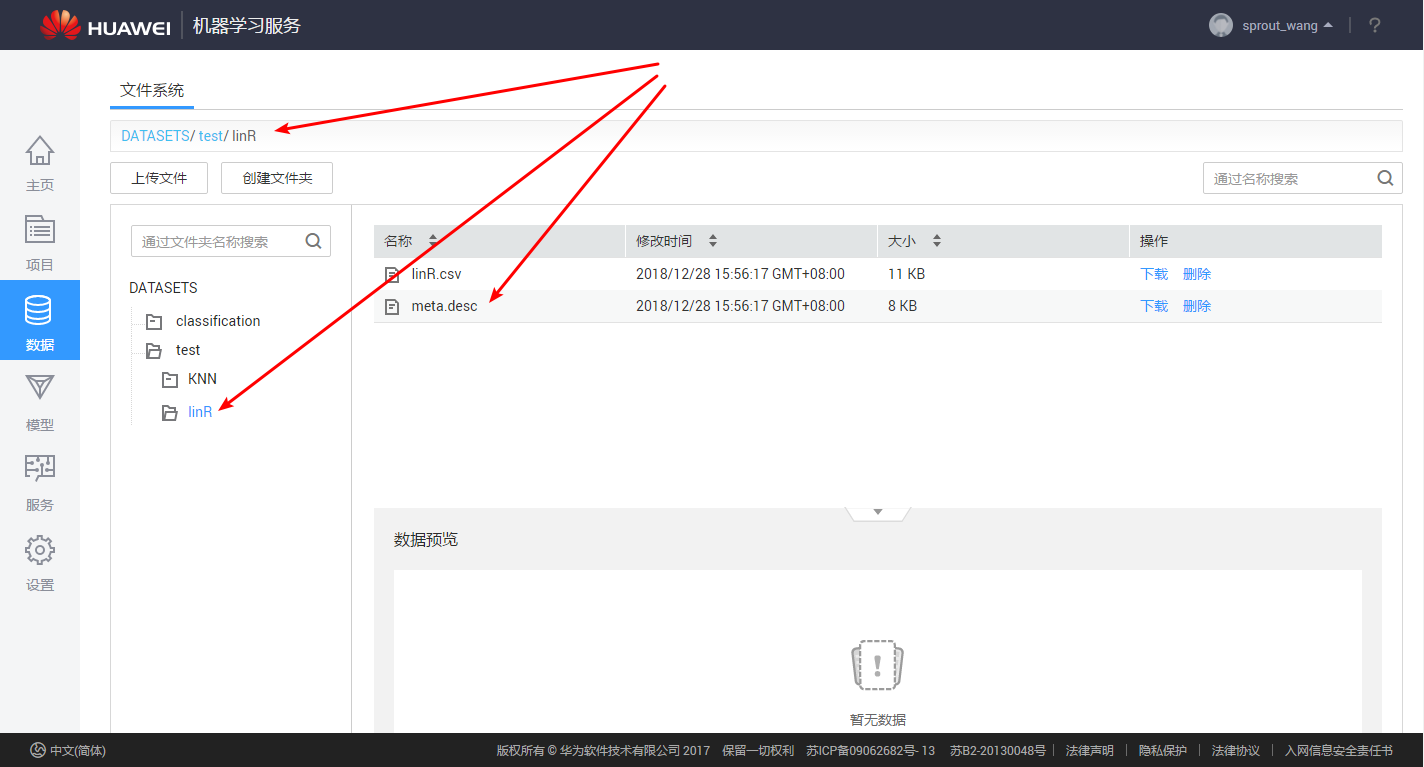 HUAWEI 机器学习服务 sprout_wang ?
文件系统
DATASETS/ test/ linR
上传文件 创建文件夹 通过名称搜索
主页
项目
数据
模型
服务
设置
通过文件夹名称搜索
DATASETS
classification
test
KNN
linR
名称 修改时间 大小 操作
linR.csv 2018/12/28 15:56:17 GMT+08:00 11 KB 下载 删除
meta.desc 2018/12/28 15:56:17 GMT+08:00 8 KB 下载 删除
数据预览
暂无数据
中文(简体) 版权所有 © 华为软件技术有限公司 2017 保留一切权利 苏ICP备09062682号- 13 苏B2-20130048号 | 法律声明 | 隐私保护 | 法律协议 | 入网信息安全责任书